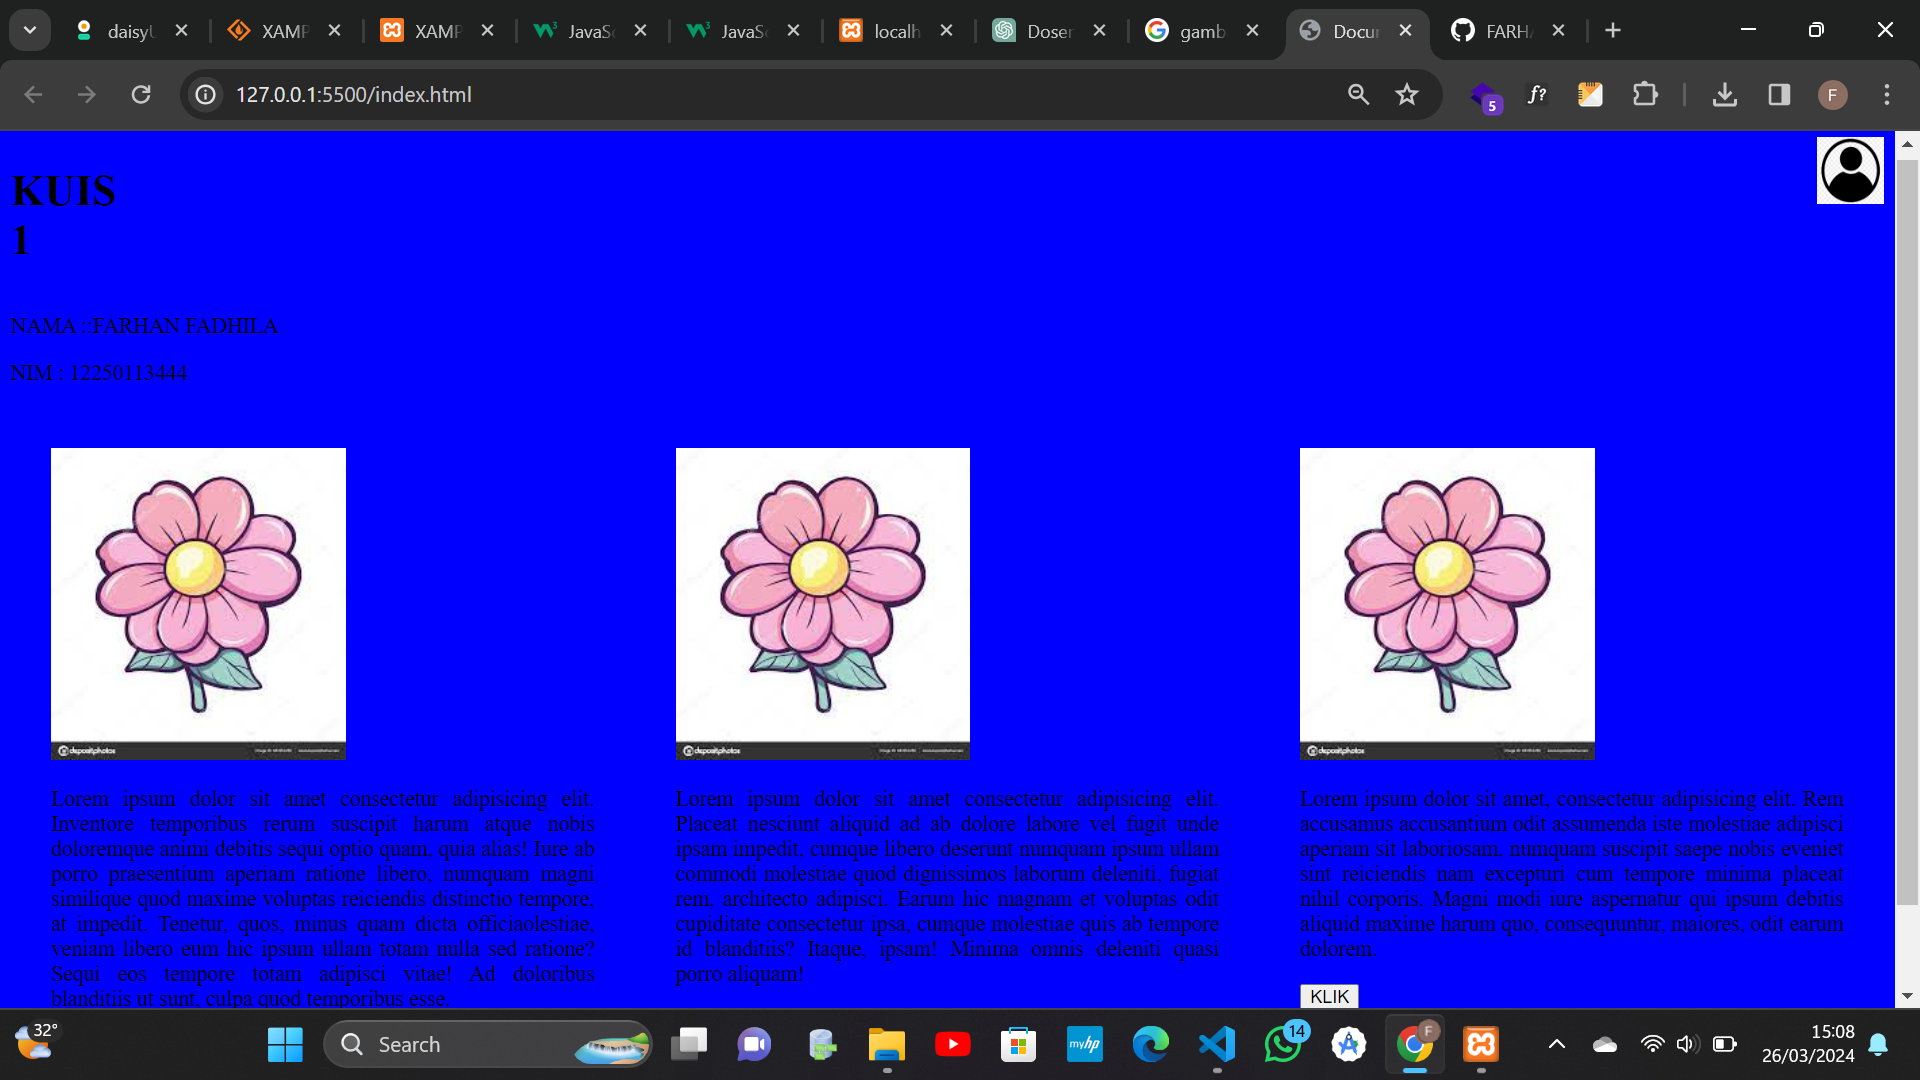 daisyU
XAMP
XAMP
JavaSc
JavaSc
localh
Doser
gamb
Docu
FARHA
127.0.0.1:5500/index.html
5
f?
F
KUIS
1
NAMA ::FARHAN FADHILA
NIM : 12250113444
depositphotos
depositphotos
depositphotos
Lorem ipsum dolor sit amet consectetur adipisicing elit.
Inventore temporibus rerum suscipit harum atque nobis
doloremque animi debitis sequi optio quam, quia alias! Iure ab
porro praesentium aperiam ratione libero, numquam magni
similique quod maxime voluptas reiciendis distinctio tempore,
at impedit. Tenetur, quos, minus quam dicta officiaolestiae,
veniam libero eum hic ipsum ullam totam nulla sed ratione?
Sequi eos tempore totam adipisci vitae! Ad doloribus
blanditiis ut sunt, culpa quod temporibus esse.
Lorem ipsum dolor sit amet consectetur adipisicing elit.
Placeat nesciunt aliquid ad ab dolore labore vel fugit unde
ipsam impedit, cumque libero deserunt numquam ipsum ullam
commodi molestiae quod dignissimos laborum deleniti, fugiat
rem, architecto adipisci. Earum hic magnam et voluptas odit
cupiditate consectetur ipsa, cumque molestiae quis ab tempore
id blanditiis? Itaque, ipsam! Minima omnis deleniti quasi
porro aliquam!
Lorem ipsum dolor sit amet, consectetur adipisicing elit. Rem
accusamus accusantium odit assumenda iste molestiae adipisci
aperiam sit laboriosam, numquam suscipit saepe nobis eveniet
sint reiciendis nam excepturi cum tempore minima placeat
nihil corporis. Magni modi iure aspernatur qui ipsum debitis
aliquid maxime harum quo, consequuntur, maiores, odit earum
dolorem.
KLIK
32°
Search
myhp
14
F
15:08
26/03/2024